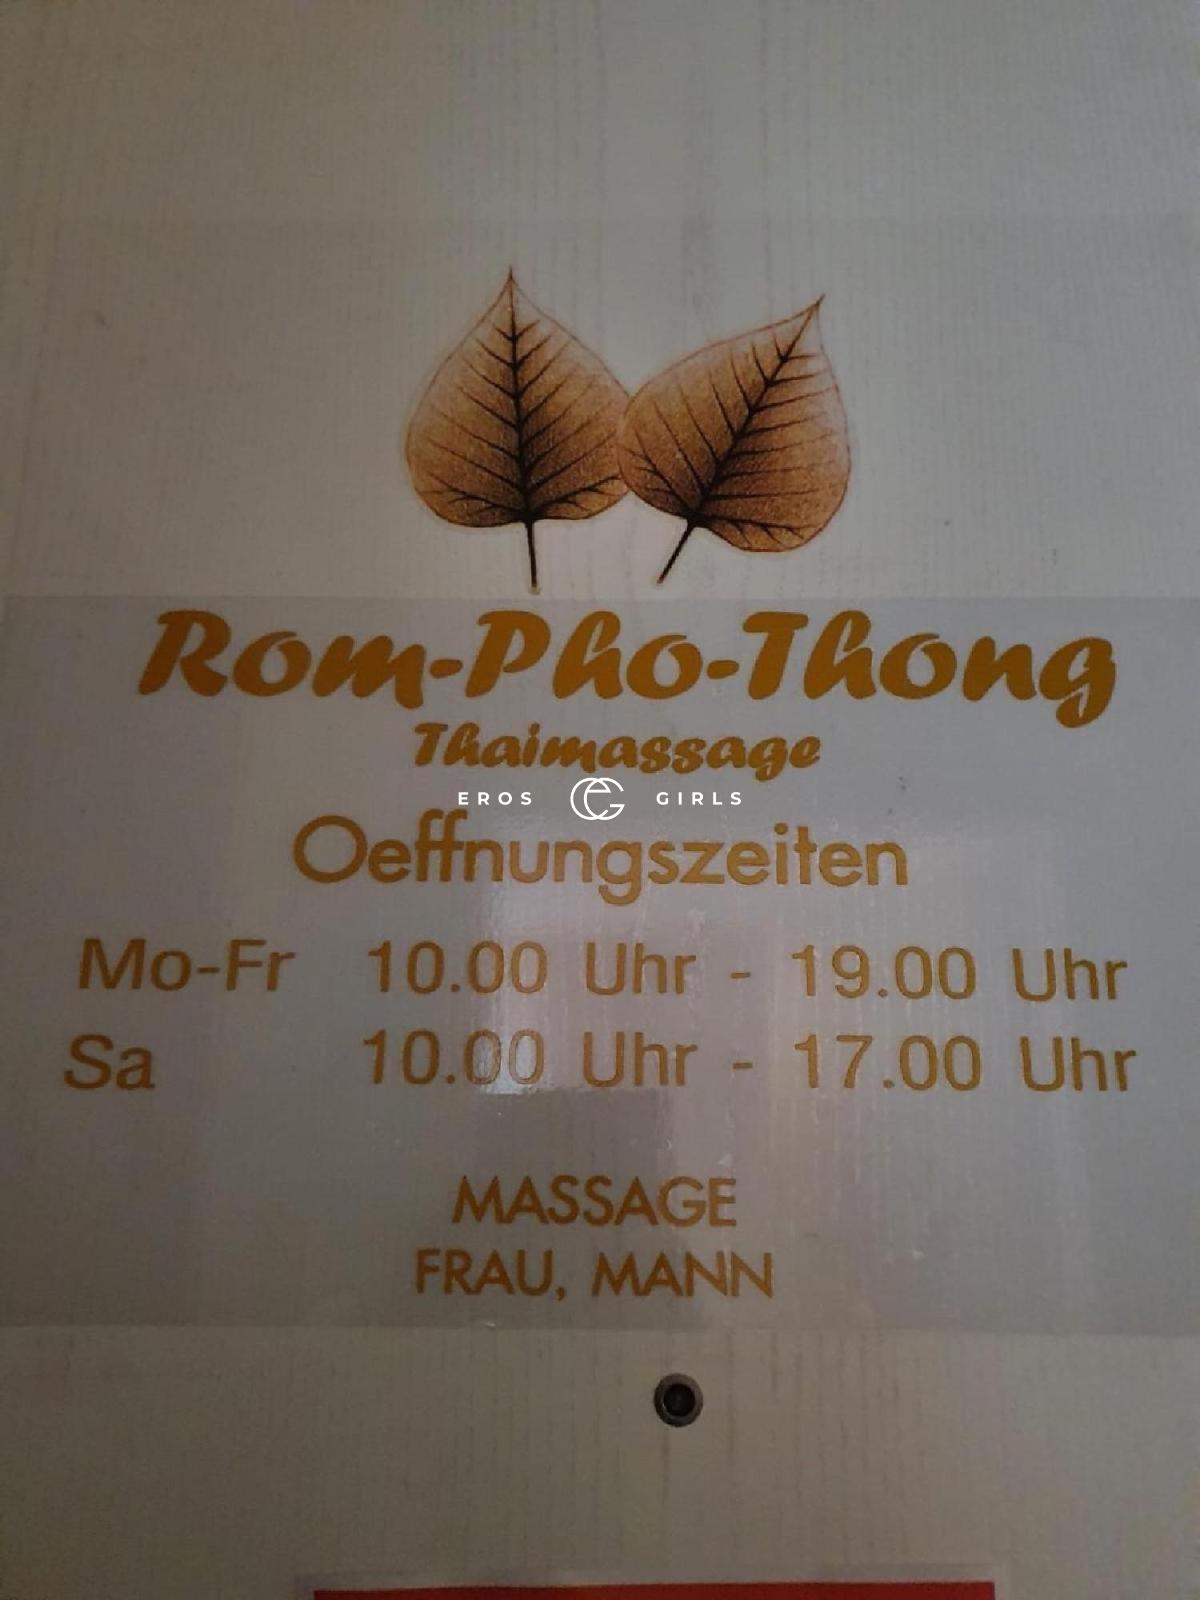 Rom-Pho-Thong
Thaimassage
EROS eG GIRLS
Oeffnungszeiten
Mo-Fr 10.00 Uhr - 19.00 Uhr
Sa 10.00 Uhr - 17.00 Uhr
MASSAGE
FRAU, MANN